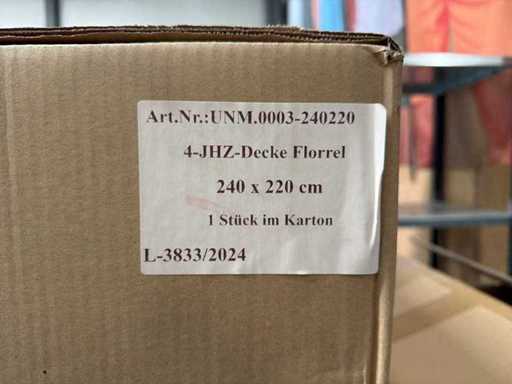 Art.Nr.:UNM.0003-240220
4-JHZ-Decke Florrel
240 x 220 cm
1 Stück im Karton
L-3833/2024